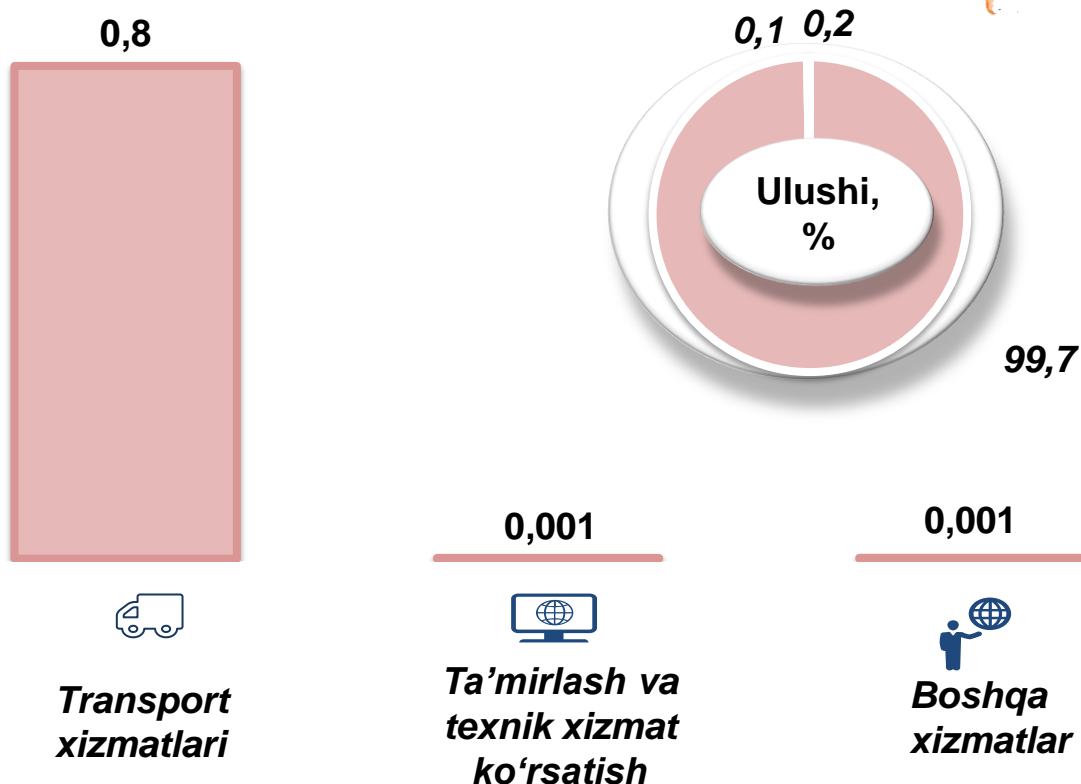 0,8
0,1 0,2
Ulushi,
%
99,7
0,001
0,001
Transport
xizmatlari
Ta’mirlash va
texnik xizmat
ko‘rsatish
Boshqa
xizmatlar